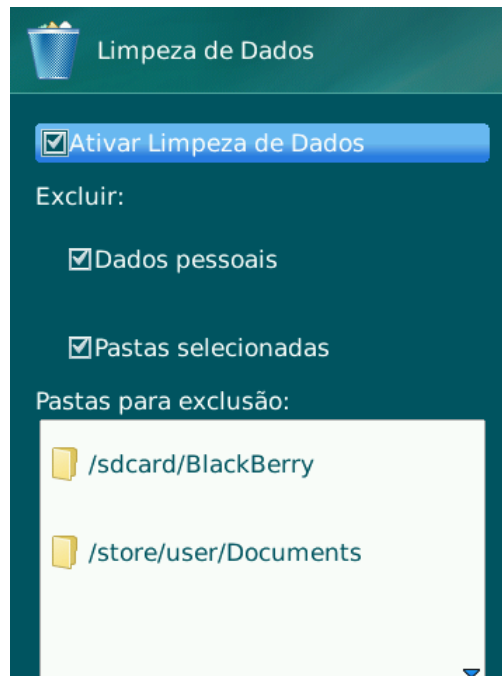 Limpeza de Dados
Ativar Limpeza de Dados
Excluir:
Dados pessoais
Pastas selecionadas
Pastas para exclusão:
/sdcard/BlackBerry
/store/user/Documents